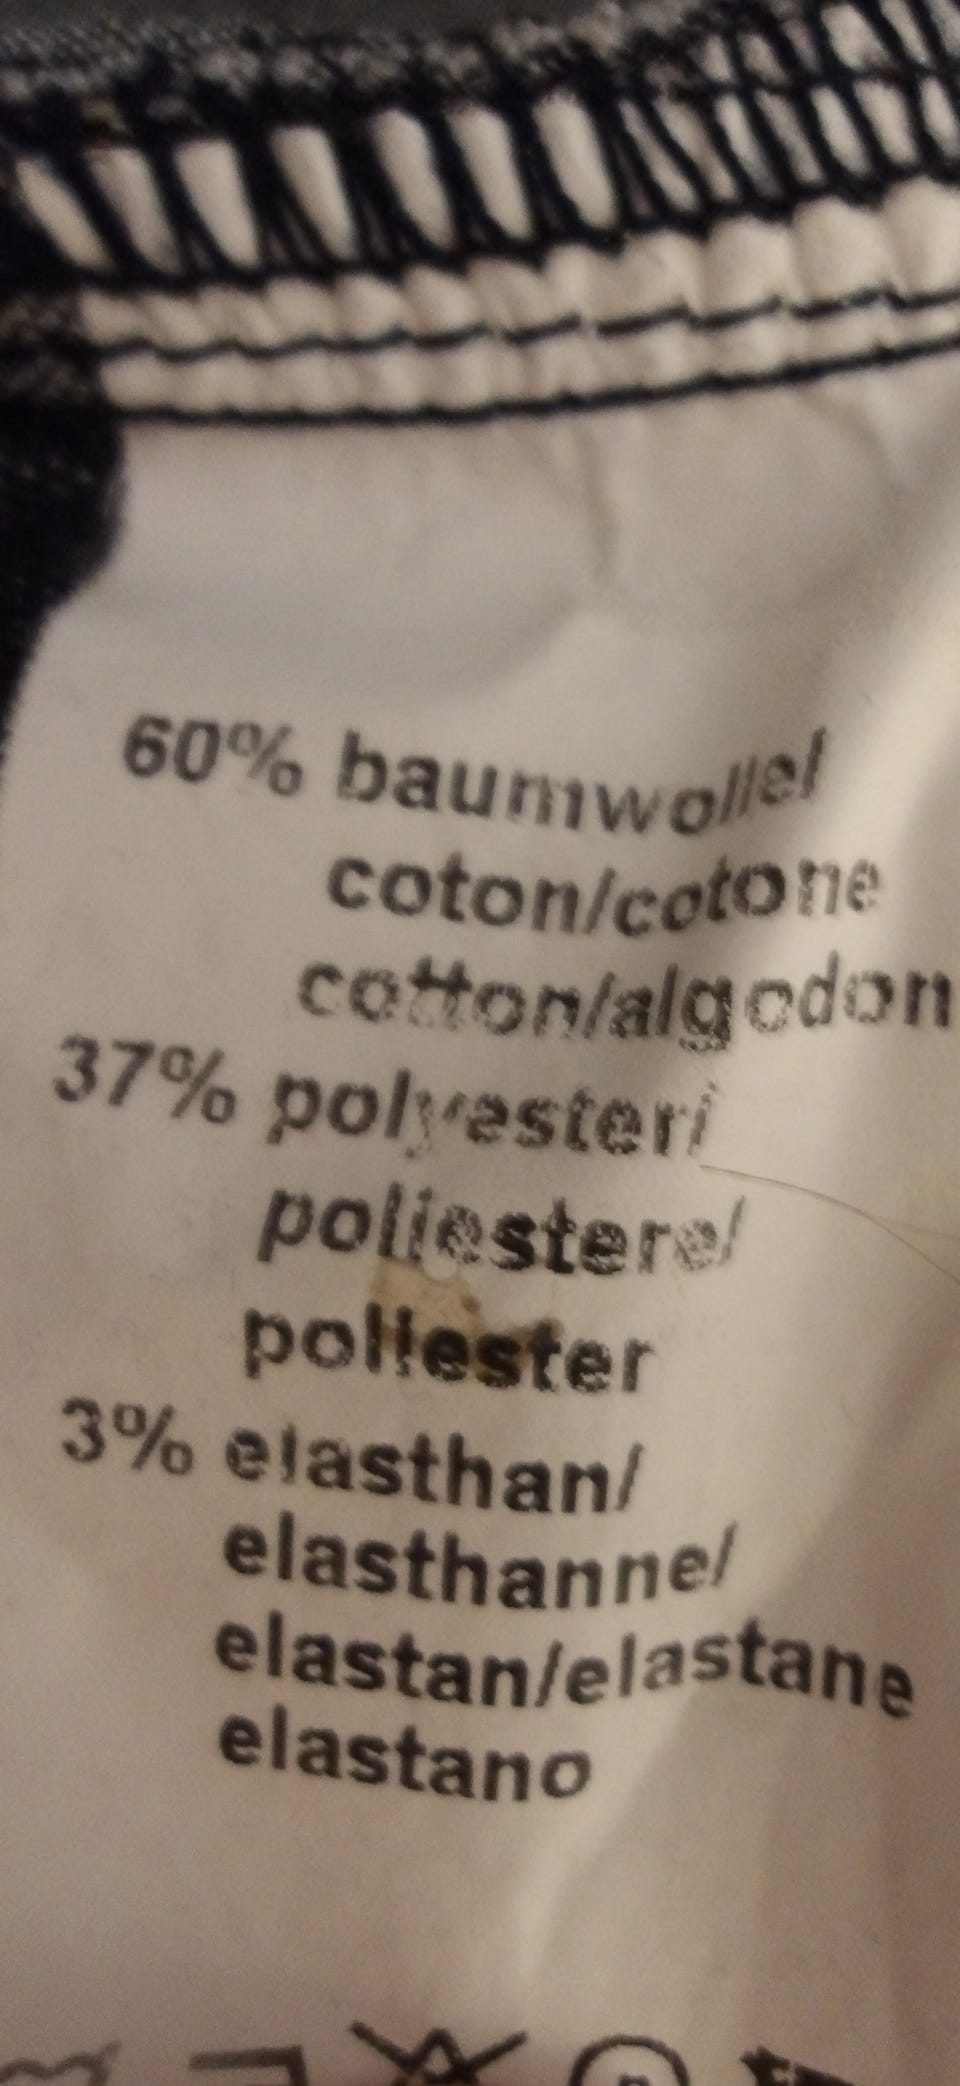 60% baumwolle/
coton/cotone
cotton/algodon
37% polyester/
poliestere/
poliester
3% elasthan/
elasthanne/
elastan/elastane
elastano